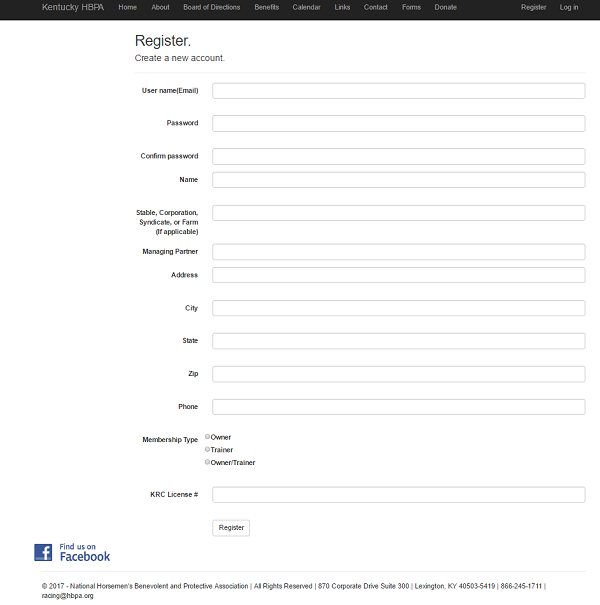 Kentucky HBPA Home About Board of Directions Benefits Calendar Links Contact Forms Donate Register Log in
Register.
Create a new account.
User name(Email)
Password
Confirm password
Name
Stable, Corporation,
Syndicate, or Farm
(If applicable)
Managing Partner
Address
City
State
Zip
Phone
Membership Type
Owner
Trainer
Owner/Trainer
KRC License #
Register
Find us on
Facebook
© 2017 - National Horsemen's Benevolent and Protective Association | All Rights Reserved | 870 Corporate Drive Suite 300 | Lexington, KY 40503-5419 | 866-245-1711 |
racing@hbpa.org